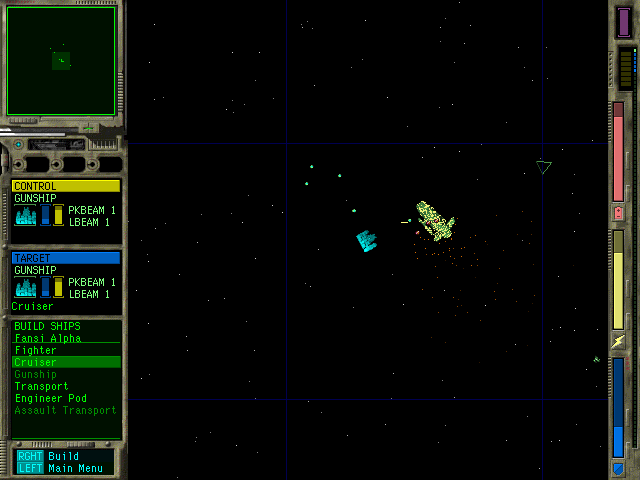 CONTROL
GUNSHIP
PKBEAM 1
LBEAM 1
TARGET
GUNSHIP
PKBEAM 1
LBEAM 1
Cruiser
BUILD SHIPS
Fansi Alpha
Fighter
Cruiser
Gunship
Transport
Engineer Pod
Assault Transport
RGHT Build
LEFT Main Menu